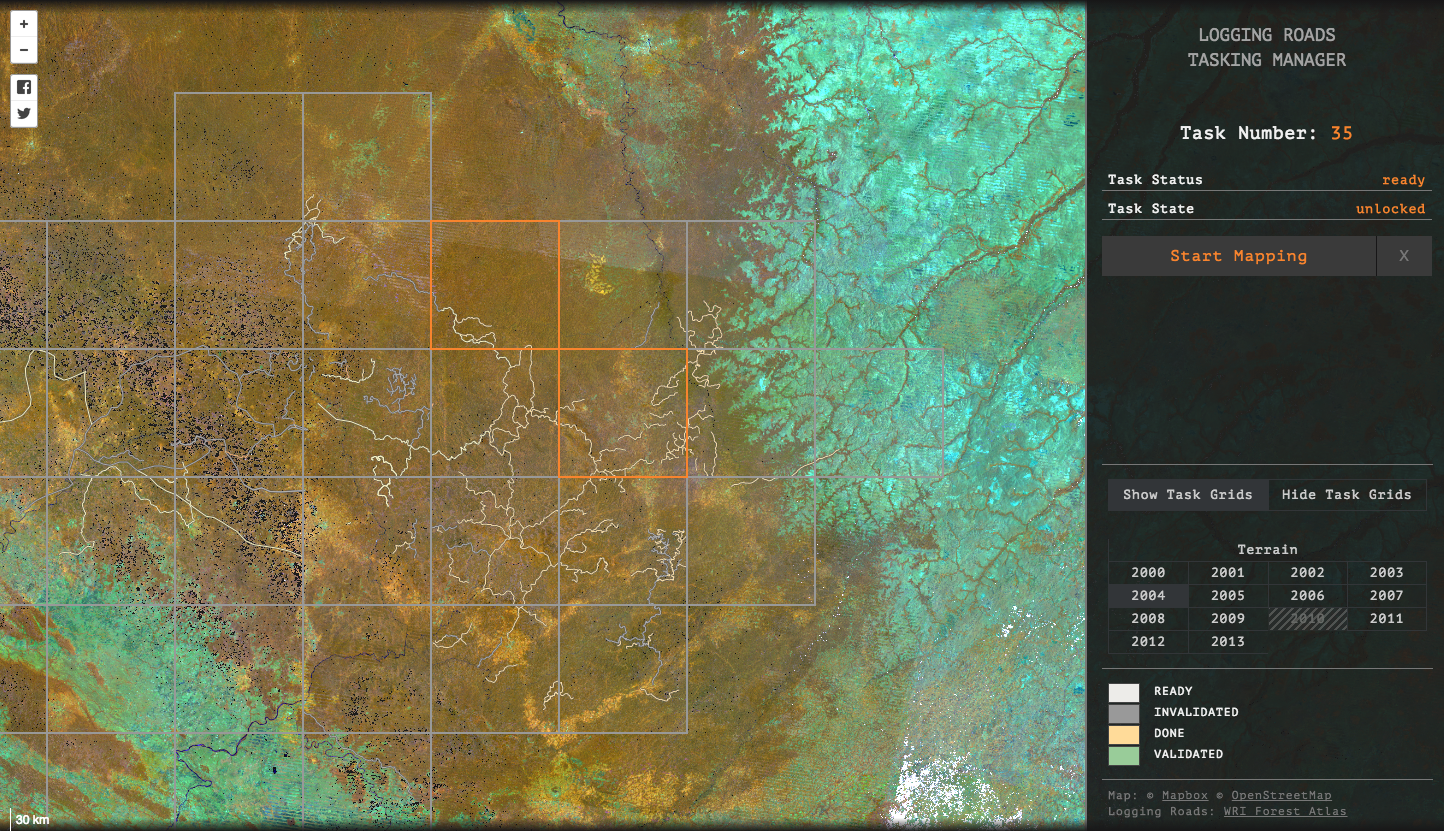 +
−
30 km
LOGGING ROADS
TASKING MANAGER
Task Number: 35
Task Status ready
Task State unlocked
Start Mapping X
Show Task Grids Hide Task Grids
Terrain
2000 2001 2002 2003
2004 2005 2006 2007
2008 2009 2010 2011
2012 2013
READY
INVALIDATED
DONE
VALIDATED
Map: © Mapbox © OpenStreetMap
Logging Roads: WRI Forest Atlas